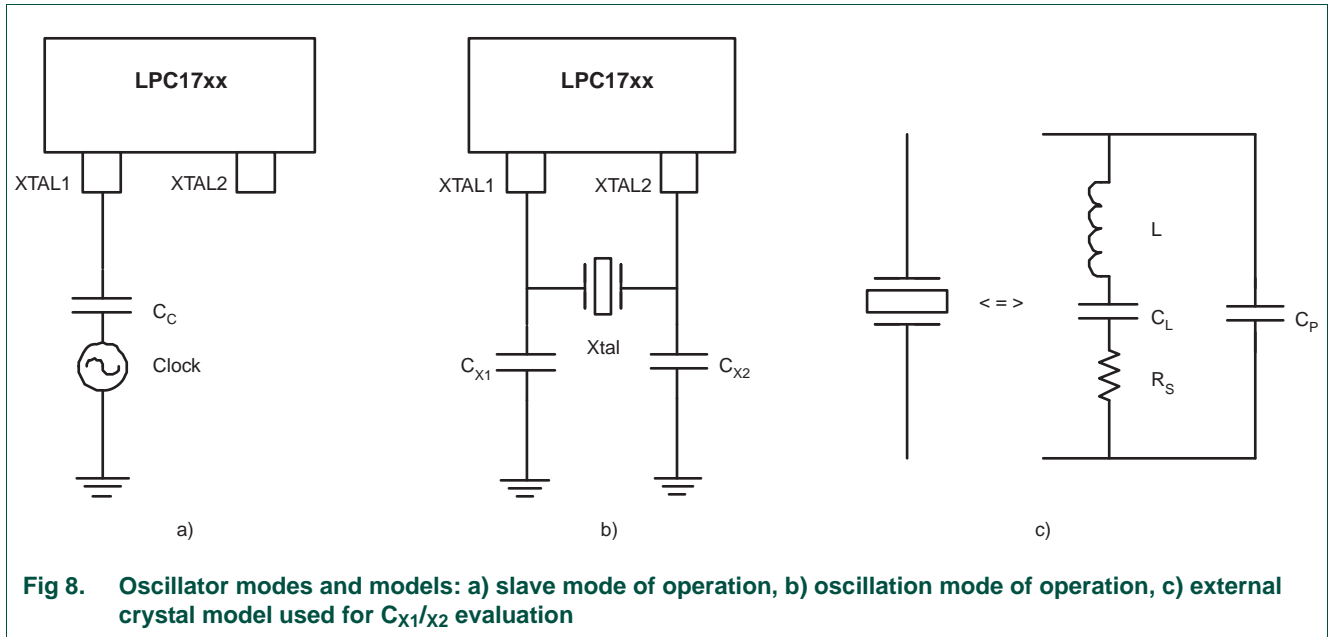 LPC17xx
XTAL1
XTAL2
C_C
Clock
a)
LPC17xx
XTAL1
XTAL2
Xtal
C_X1
C_X2
b)
< = >
L
C_L
R_S
C_P
c)
Fig 8. Oscillator modes and models: a) slave mode of operation, b) oscillation mode of operation, c) external
crystal model used for C_X1/X2 evaluation